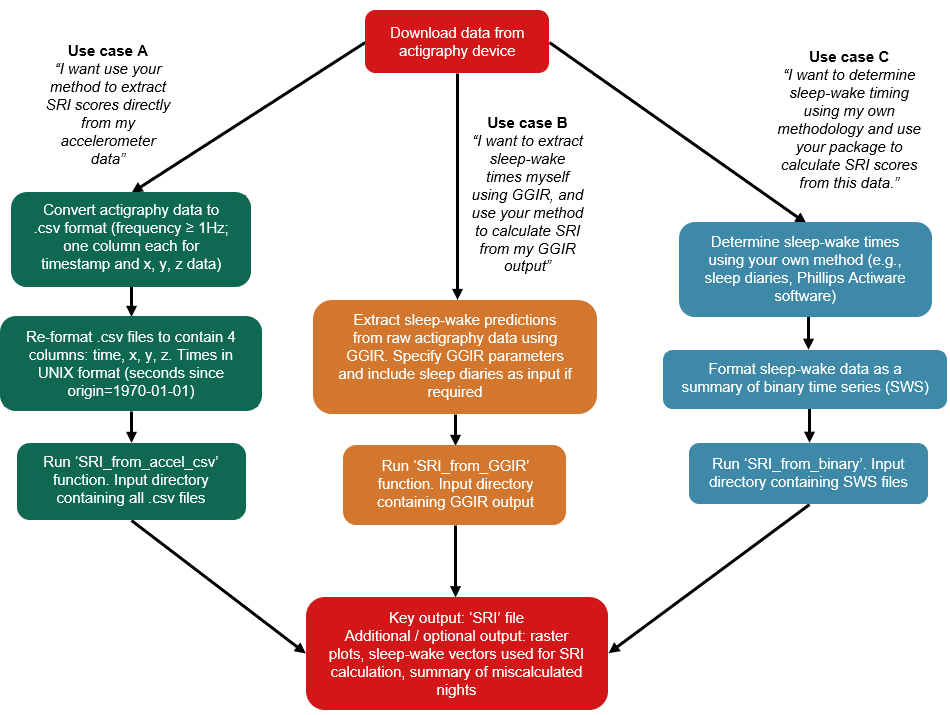 Download data from
actigraphy device
Use case A
“I want use your
method to extract
SRI scores directly
from my
accelerometer
data”
Convert actigraphy data to
.csv format (frequency ≥ 1Hz;
one column each for
timestamp and x, y, z data)
Re-format .csv files to contain 4
columns: time, x, y, z. Times in
UNIX format (seconds since
origin=1970-01-01)
Run ‘SRI_from_accel_csv’
function. Input directory
containing all .csv files
Use case B
“I want to extract
sleep-wake
times myself
using GGIR, and
use your method
to calculate SRI
from my GGIR
output”
Extract sleep-wake predictions
from raw actigraphy data using
GGIR. Specify GGIR parameters
and include sleep diaries as input if
required
Run ‘SRI_from_GGIR’
function. Input directory
containing GGIR output
Use case C
“I want to determine
sleep-wake timing
using my own
methodology and use
your package to
calculate SRI scores
from this data.”
Determine sleep-wake times
using your own method (e.g.,
sleep diaries, Phillips Actiware
software)
Format sleep-wake data as a
summary of binary time series (SWS)
Run ‘SRI_from_binary’. Input
directory containing SWS files
Key output: ‘SRI’ file
Additional / optional output: raster
plots, sleep-wake vectors used for SRI
calculation, summary of miscalculated
nights